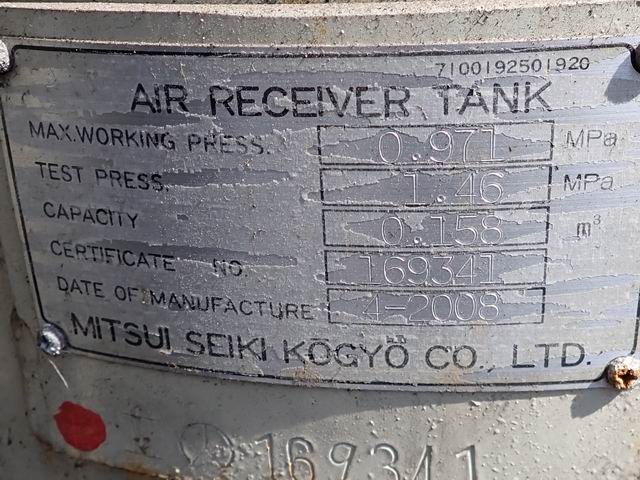 7100192501920
AIR RECEIVER TANK
MAX.WORKING PRESS. 0.971 MPa
TEST PRESS. 1.46 MPa
CAPACITY 0.158 m³
CERTIFICATE NO. 169341
DATE OF MANUFACTURE 4-2008
MITSUI SEIKI KŌGYŌ CO., LTD.
169341